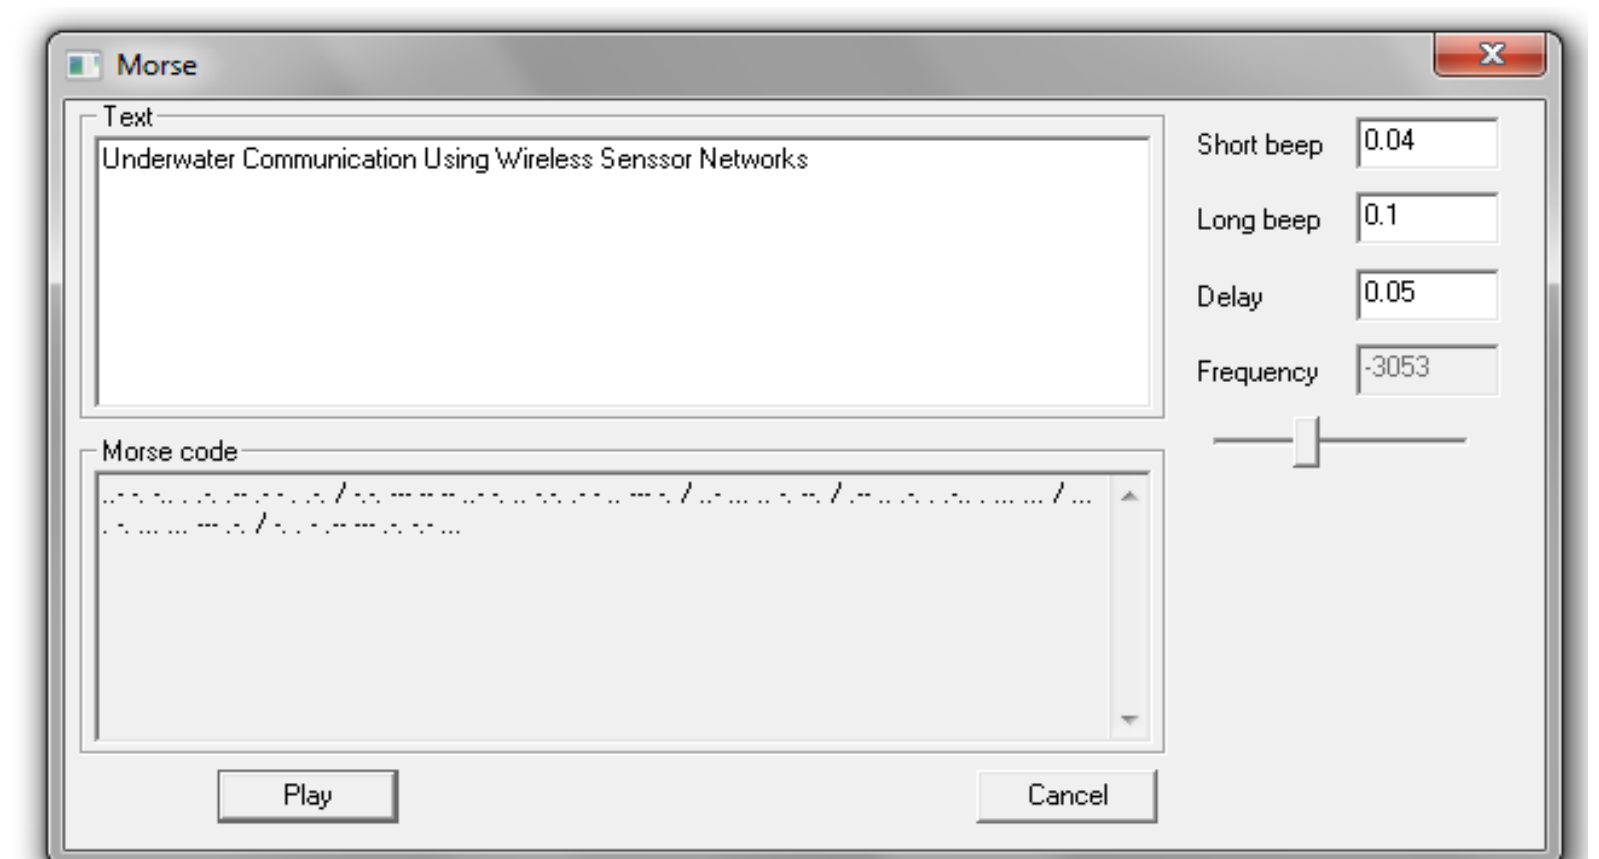 Morse
Text
Underwater Communication Using Wireless Senssor Networks
Short beep 0.04
Long beep 0.1
Delay 0.05
Frequency -3053
Morse code
..- -. -.. . .-. .-- .- - . .-. / -.-. --- -- -- ..- -. .. -.-. .- - .. --- -. / ..- ... .. -. --. / .-- .. .-. . .-.. . ... ... / ...
. -. ... ... --- .-. / -. . - .-- --- .-. -.- ...
Play Cancel